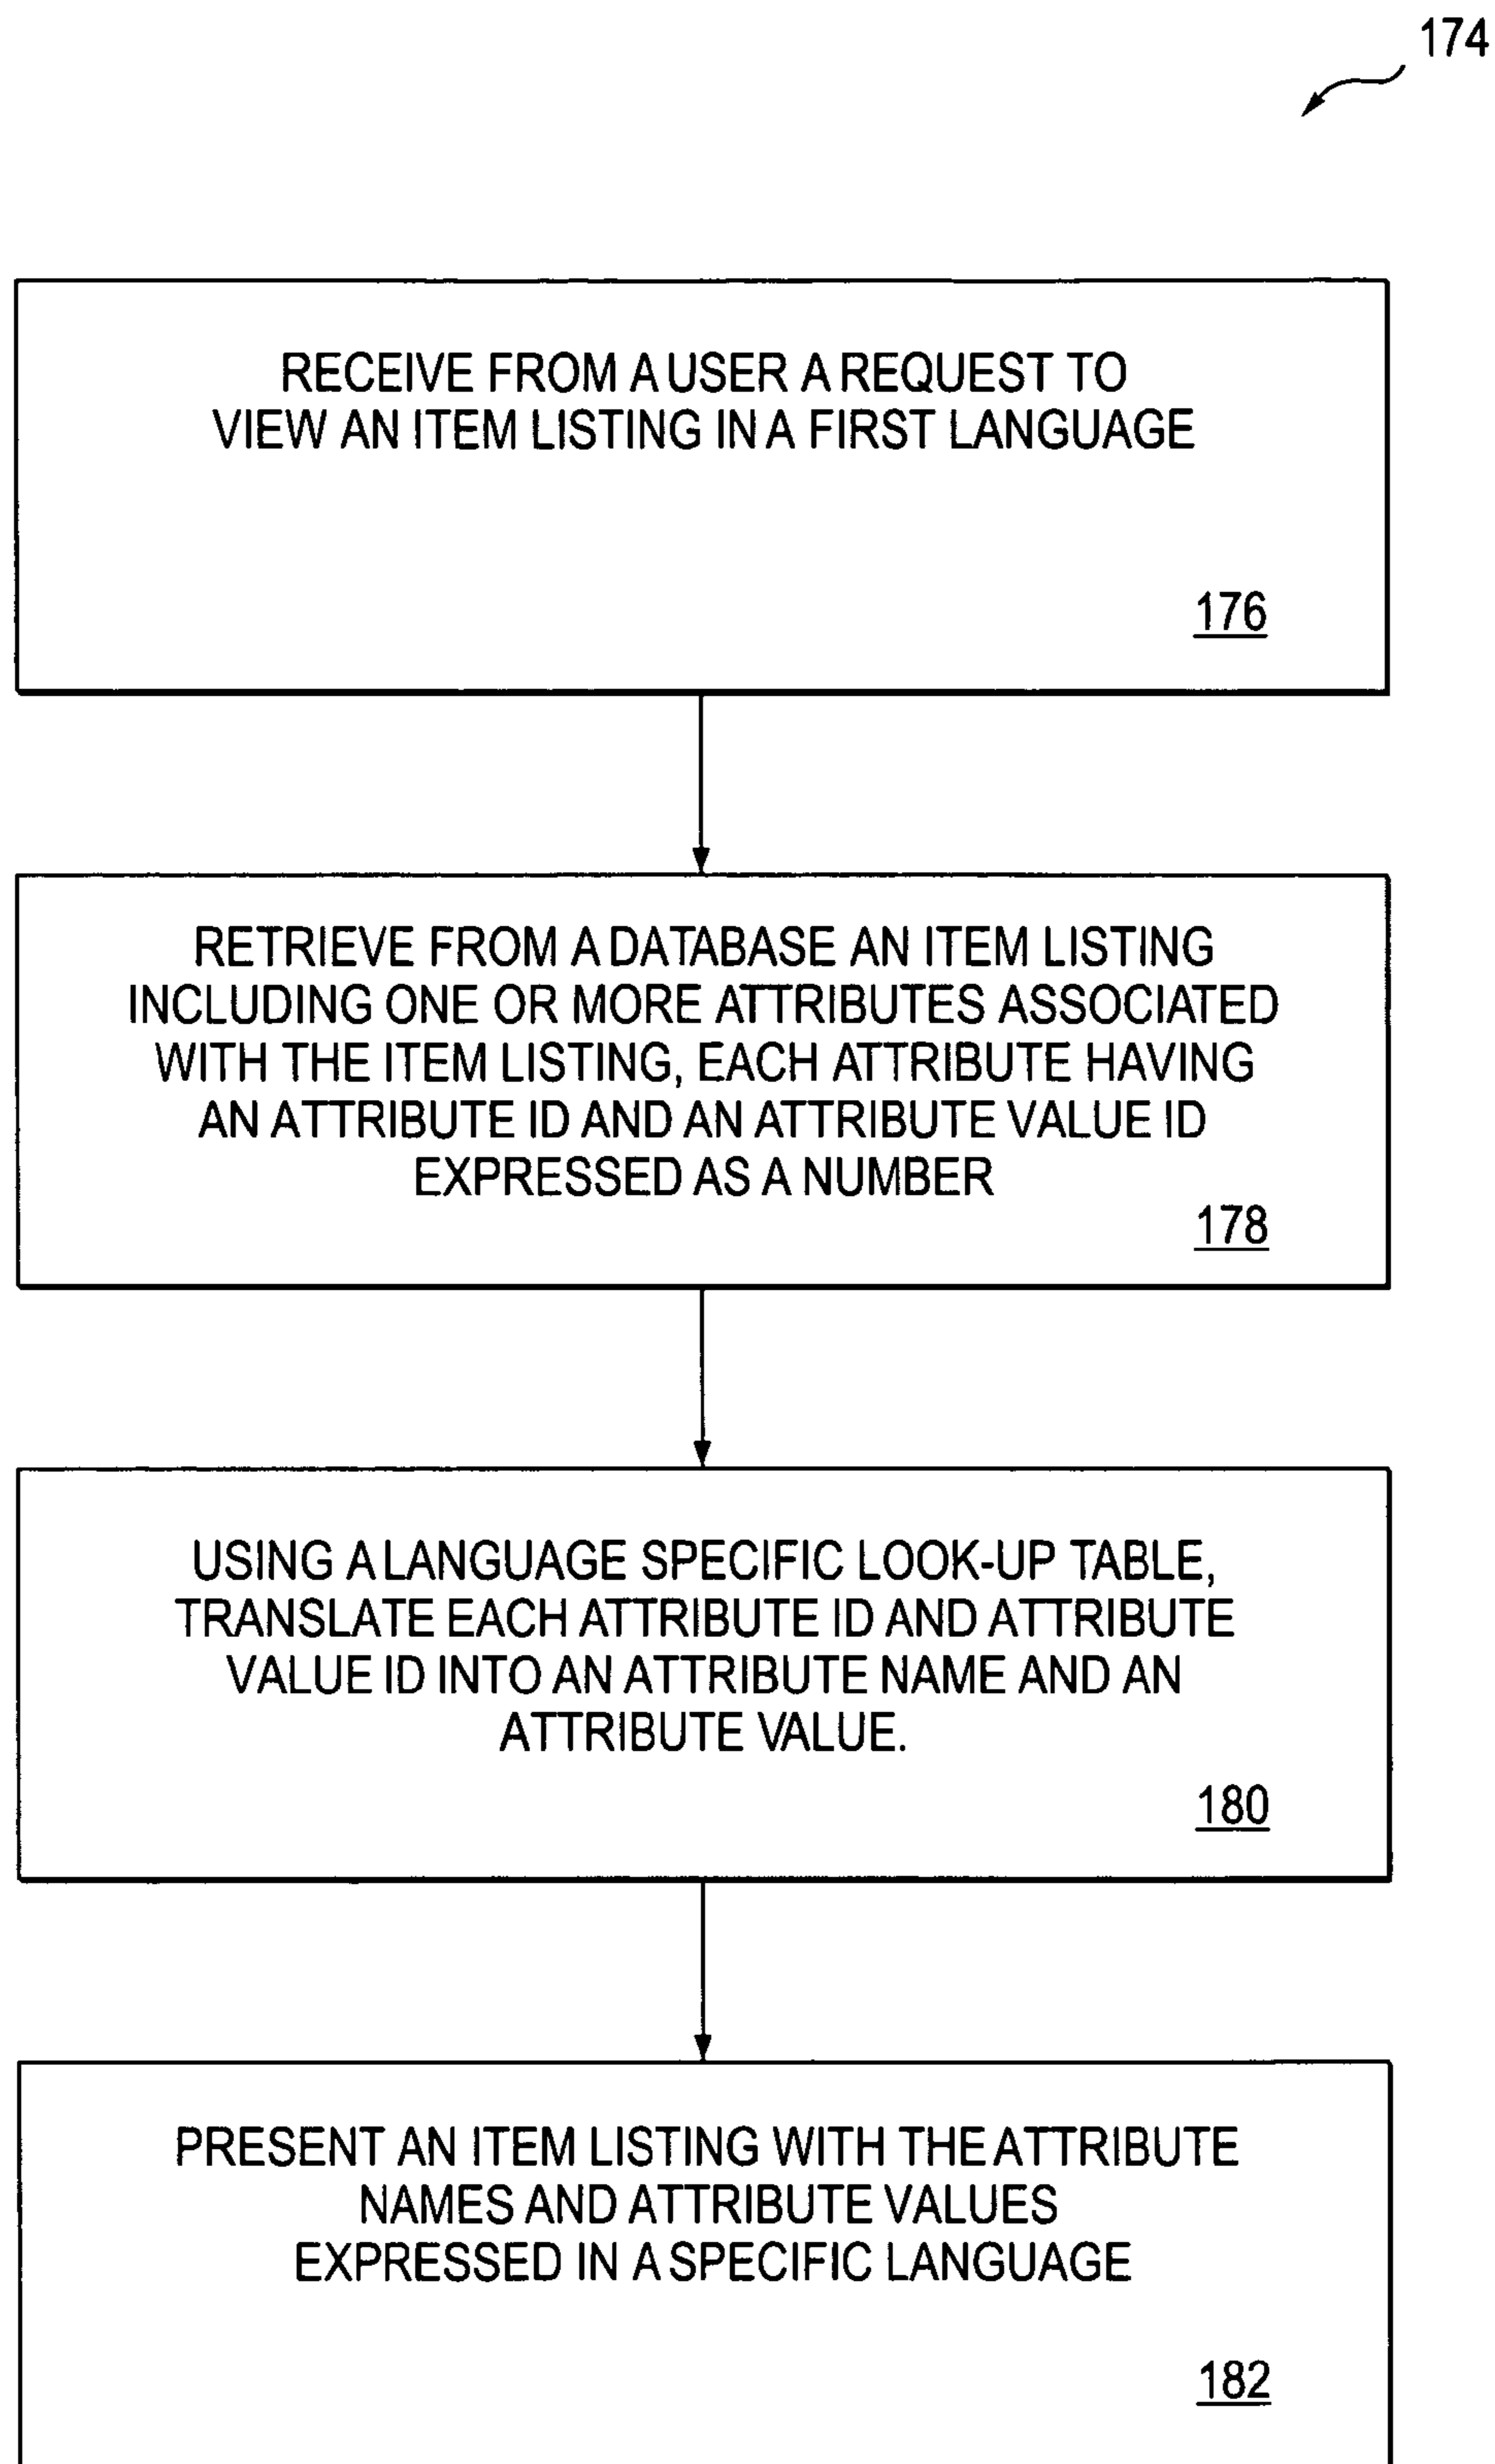 174
RECEIVE FROM A USER A REQUEST TO
VIEW AN ITEM LISTING IN A FIRST LANGUAGE
176
RETRIEVE FROM A DATABASE AN ITEM LISTING
INCLUDING ONE OR MORE ATTRIBUTES ASSOCIATED
WITH THE ITEM LISTING, EACH ATTRIBUTE HAVING
AN ATTRIBUTE ID AND AN ATTRIBUTE VALUE ID
EXPRESSED AS A NUMBER
178
USING A LANGUAGE SPECIFIC LOOK-UP TABLE,
TRANSLATE EACH ATTRIBUTE ID AND ATTRIBUTE
VALUE ID INTO AN ATTRIBUTE NAME AND AN
ATTRIBUTE VALUE.
180
PRESENT AN ITEM LISTING WITH THE ATTRIBUTE
NAMES AND ATTRIBUTE VALUES
EXPRESSED IN A SPECIFIC LANGUAGE
182